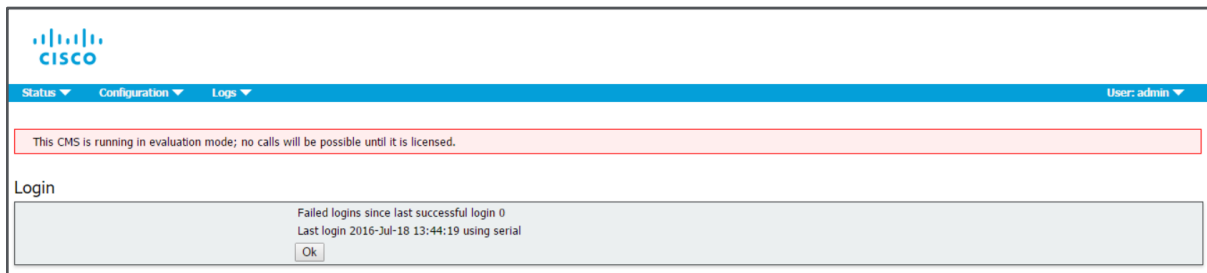 CISCO
Status Configuration Logs User: admin
This CMS is running in evaluation mode; no calls will be possible until it is licensed.
Login
Failed logins since last successful login 0
Last login 2016-Jul-18 13:44:19 using serial
Ok